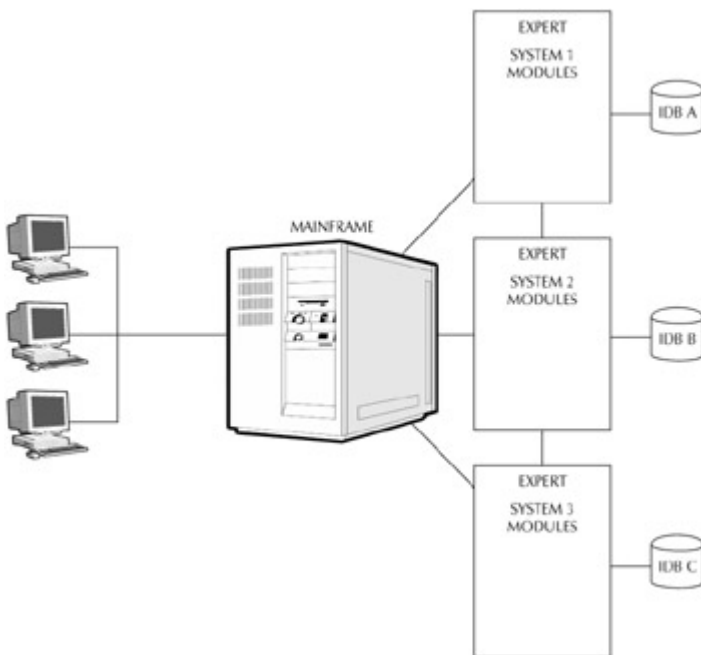 EXPERT
SYSTEM 1
MODULES
IDB A
MAINFRAME
EXPERT
SYSTEM 2
MODULES
IDB B
EXPERT
SYSTEM 3
MODULES
IDB C